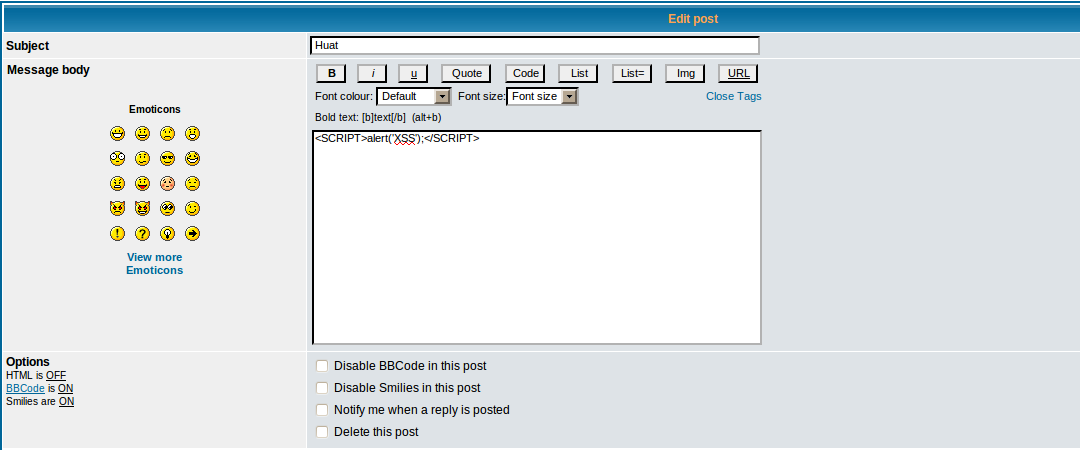 Edit post
Subject
Huat
Message body
B i u Quote Code List List= Img URL
Font colour: Default Font size: Font size Close Tags
Bold text: [b]text[/b] (alt+b)
Emoticons
View more
Emoticons
<SCRIPT>alert('XSS');</SCRIPT>
Options
HTML is OFF
BBCode is ON
Smilies are ON
Disable BBCode in this post
Disable Smilies in this post
Notify me when a reply is posted
Delete this post